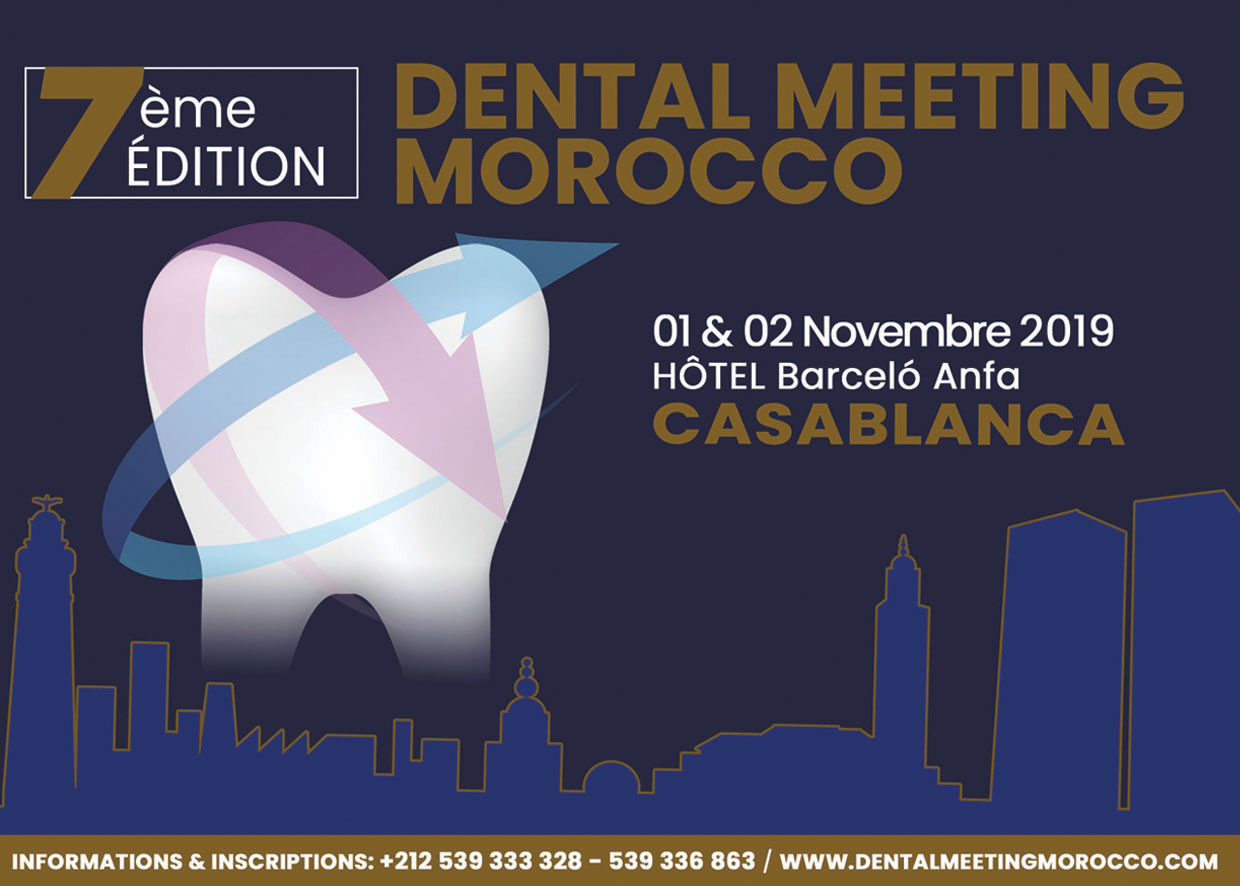 7ème
ÉDITION
DENTAL MEETING
MOROCCO
01 & 02 Novembre 2019
HÔTEL Barceló Anfa
CASABLANCA
INFORMATIONS & INSCRIPTIONS: +212 539 333 328 - 539 336 863 / WWW.DENTALMEETINGMOROCCO.COM